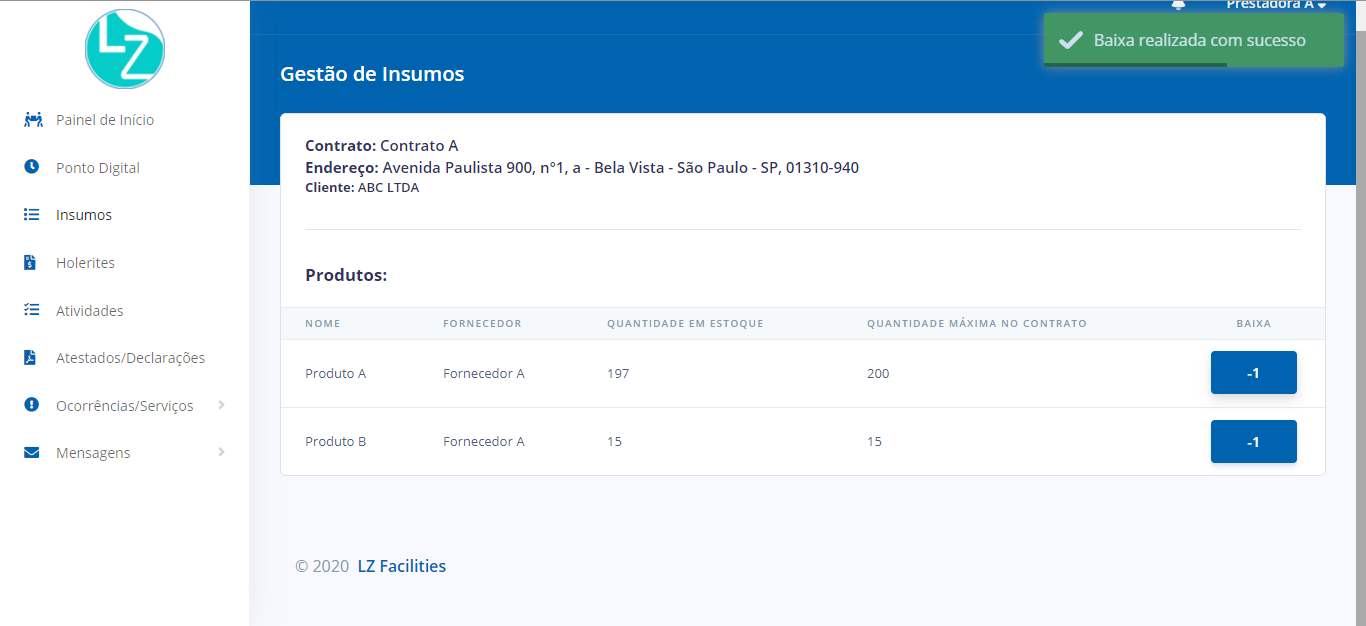 Prestadora A
Baixa realizada com sucesso
LZ
Gestão de Insumos
Painel de Início
Ponto Digital
Insumos
Holerites
Atividades
Atestados/Declarações
Ocorrências/Serviços
Mensagens
Contrato: Contrato A
Endereço: Avenida Paulista 900, nº1, a - Bela Vista - São Paulo - SP, 01310-940
Cliente: ABC LTDA
Produtos:
NOME FORNECEDOR QUANTIDADE EM ESTOQUE QUANTIDADE MÁXIMA NO CONTRATO BAIXA
Produto A Fornecedor A 197 200 -1
Produto B Fornecedor A 15 15 -1
© 2020 LZ Facilities